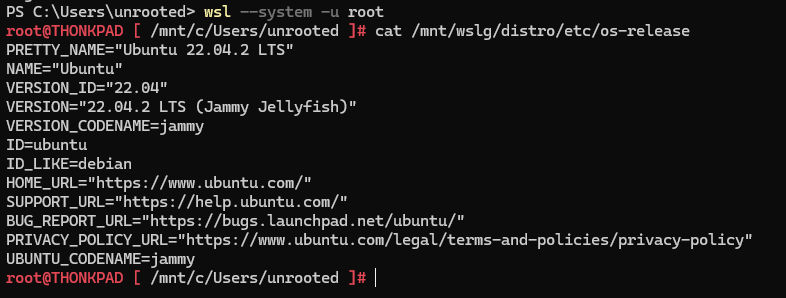 PS C:\Users\unrooted> wsl --system -u root
root@THONKPAD [ /mnt/c/Users/unrooted ]# cat /mnt/wslg/distro/etc/os-release
PRETTY_NAME="Ubuntu 22.04.2 LTS"
NAME="Ubuntu"
VERSION_ID="22.04"
VERSION="22.04.2 LTS (Jammy Jellyfish)"
VERSION_CODENAME=jammy
ID=ubuntu
ID_LIKE=debian
HOME_URL="https://www.ubuntu.com/"
SUPPORT_URL="https://help.ubuntu.com/"
BUG_REPORT_URL="https://bugs.launchpad.net/ubuntu/"
PRIVACY_POLICY_URL="https://www.ubuntu.com/legal/terms-and-policies/privacy-policy"
UBUNTU_CODENAME=jammy
root@THONKPAD [ /mnt/c/Users/unrooted ]#